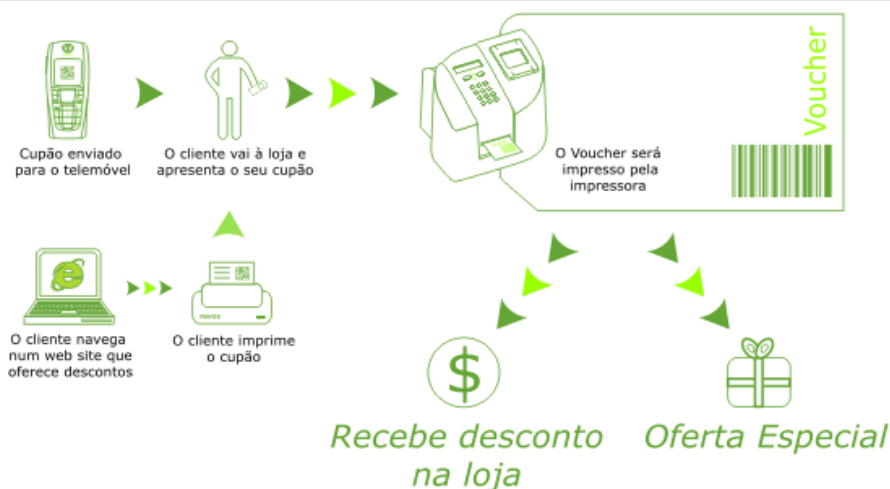 Cupão enviado
para o telemóvel
O cliente vai à loja e
apresenta o seu cupão
O Voucher será
impresso pela
impressora
Voucher
O cliente navega
num web site que
oferece descontos
O cliente imprime
o cupão
$
Recebe desconto
na loja
Oferta Especial